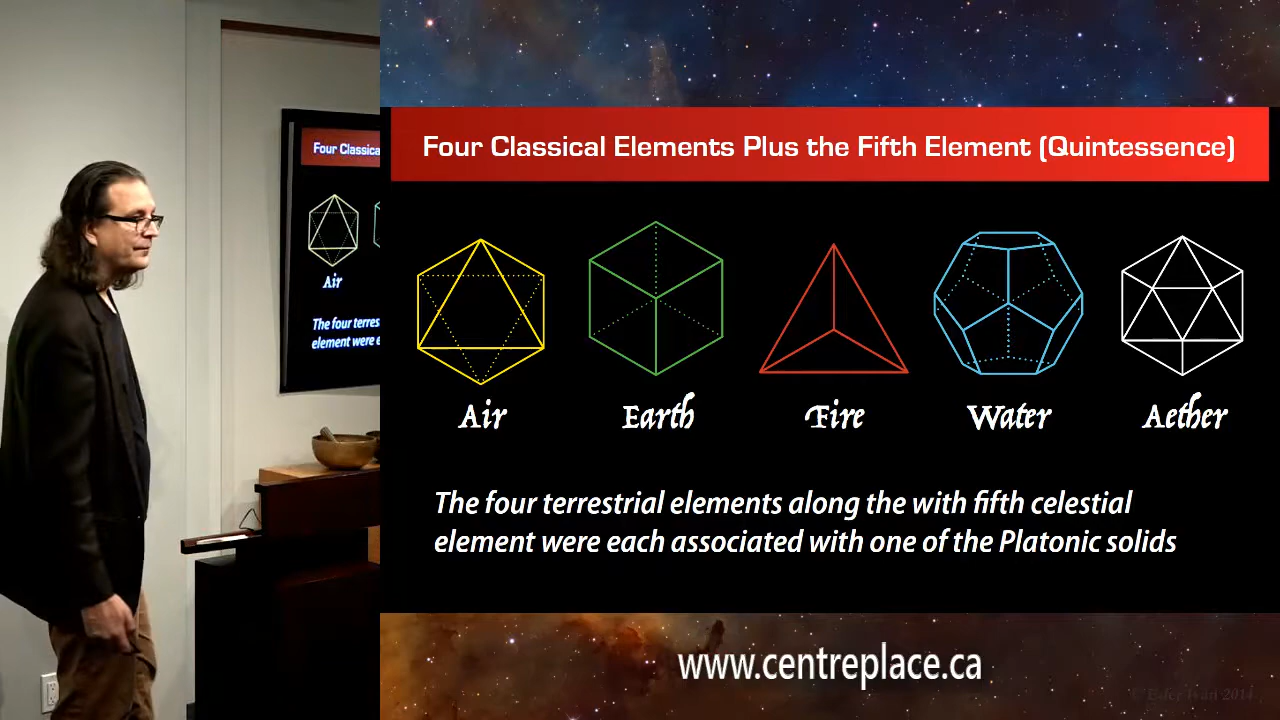 Four Classical Elements Plus the Fifth Element (Quintessence)
Air
Earth
Fire
Water
Aether
The four terrestrial elements along the with fifth celestial
element were each associated with one of the Platonic solids
www.centreplace.ca
Four Classica
Air
The four terres
element were e